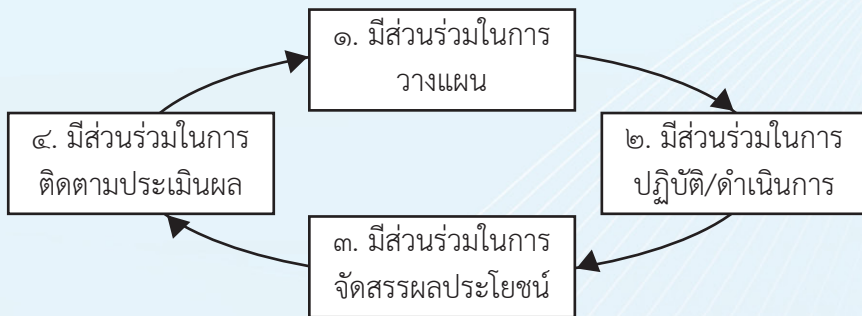 ๑. มีส่วนร่วมในการ
วางแผน
๒. มีส่วนร่วมในการ
ปฏิบัติ/ดำเนินการ
๓. มีส่วนร่วมในการ
จัดสรรผลประโยชน์
๔. มีส่วนร่วมในการ
ติดตามประเมินผล